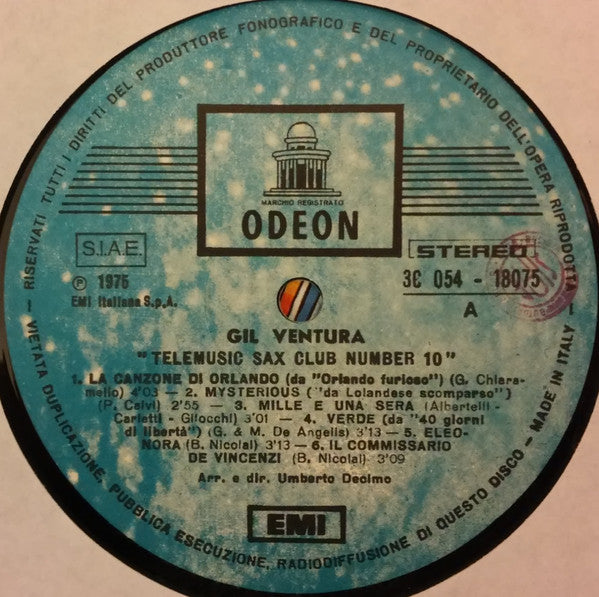 RISERVATI TUTTI I DIRITTI DEL PRODUTTORE FONOGRAFICO E DEL PROPRIETARIO DELL'OPERA RIPRODOTTA —
MARCHIO REGISTRATO
ODEON
S.I.A.E.
STEREO
℗ 1975
3C 054 - 18075
EMI Italiana S.p.A.
A
GIL VENTURA
"TELEMUSIC SAX CLUB NUMBER 10"
1. LA CANZONE DI ORLANDO (da "Orlando furioso") (G. Chiara-
mello) 4'03 — 2. MYSTERIOUS ("da Lolandese scomparso")
(P. Calvi) 2'55 — 3. MILLE E UNA SERA (Albertelli -
Carletti - Gilocchi) 3'01 — 4. VERDE (da "40 giorni
di libertà") (G. & M. De Angelis) 3'13 — 5. ELEO-
NORA (B. Nicolai) 3'13 — 6. IL COMMISSARIO
DE VINCENZI (B. Nicolai) 3'09
Arr. e dir. Umberto Decimo
EMI
— VIETATA DUPLICAZIONE, PUBBLICA ESECUZIONE, RADIODIFFUSIONE DI QUESTO DISCO — MADE IN ITALY —